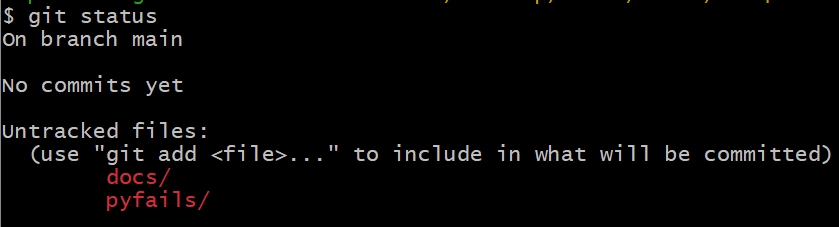 $ git status
On branch main
No commits yet
Untracked files:
(use "git add <file>..." to include in what will be committed)
docs/
pyfails/